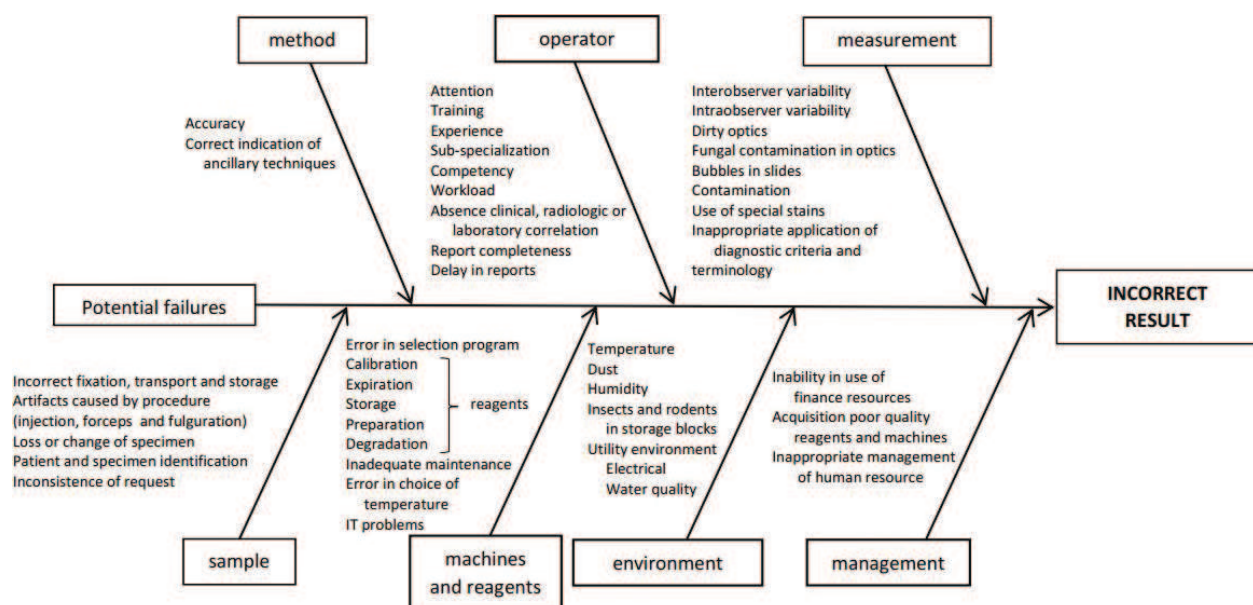 method
operator
measurement
Accuracy
Correct indication of
ancillary techniques
Attention
Training
Experience
Sub-specialization
Competency
Workload
Absence clinical, radiologic or
laboratory correlation
Report completeness
Delay in reports
Interobserver variability
Intraobserver variability
Dirty optics
Fungal contamination in optics
Bubbles in slides
Contamination
Use of special stains
Inappropriate application of
diagnostic criteria and
terminology
Potential failures
INCORRECT
RESULT
Incorrect fixation, transport and storage
Artifacts caused by procedure
(injection, forceps and fulguration)
Loss or change of specimen
Patient and specimen identification
Inconsistence of request
Error in selection program
Calibration
Expiration
Storage
Preparation
Degradation
reagents
Inadequate maintenance
Error in choice of
temperature
IT problems
Temperature
Dust
Humidity
Insects and rodents
in storage blocks
Utility environment
Electrical
Water quality
Inability in use of
finance resources
Acquisition poor quality
reagents and machines
Inappropriate management
of human resource
sample
machines
and reagents
environment
management